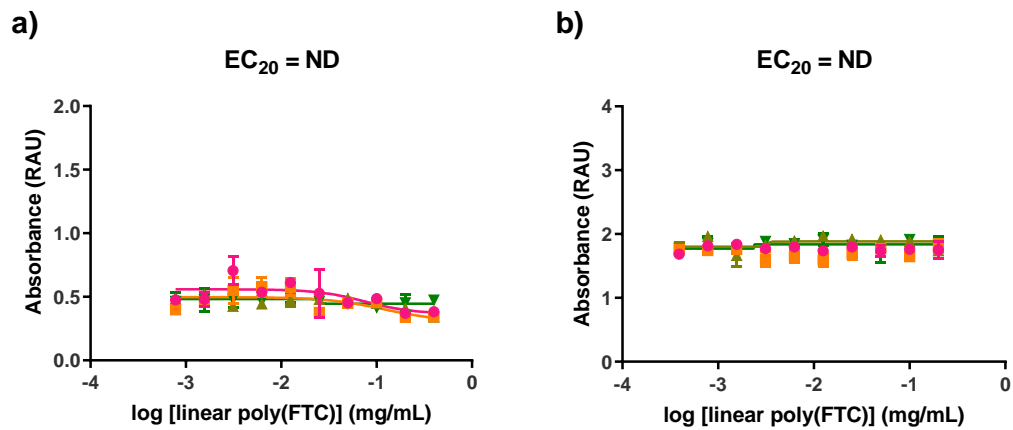 a)
EC20 = ND
Absorbance (RAU)
2.0
1.5
1.0
0.5
0.0
-4
-3
-2
-1
0
log [linear poly(FTC)] (mg/mL)
b)
EC20 = ND
Absorbance (RAU)
4
3
2
1
0
-4
-3
-2
-1
0
log [linear poly(FTC)] (mg/mL)